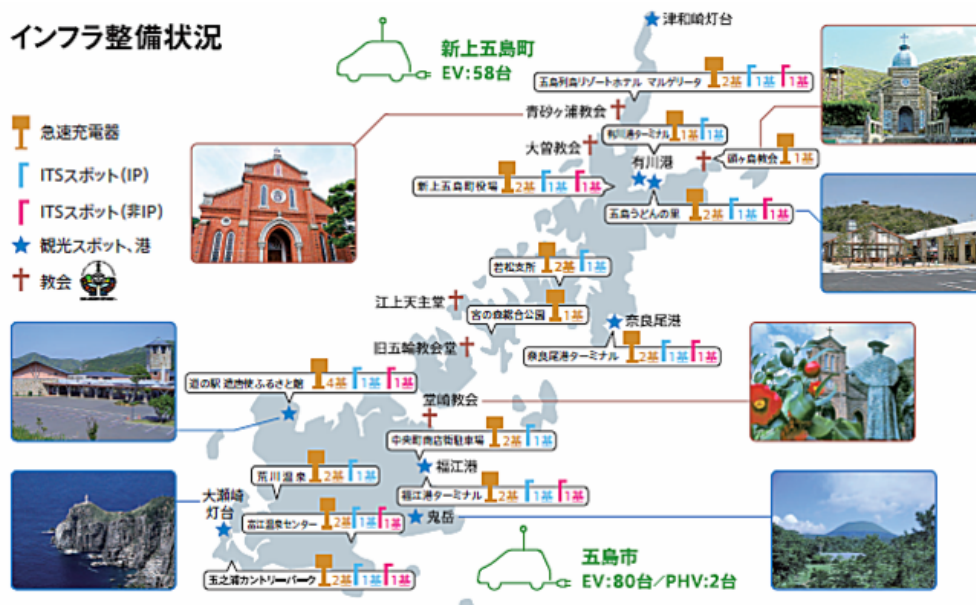 インフラ整備状況
急速充電器
ITSスポット(IP)
ITSスポット(非IP)
観光スポット、港
教会
新上五島町
EV:58台
津和崎灯台
五島列島リゾートホテル マルゲリータ 2基 1基 1基
青砂ヶ浦教会
有川港ターミナル 1基 1基
大曽教会
有川港
頭ヶ島教会 1基
新上五島町役場 2基 1基 1基
五島うどんの里 2基 1基 1基
若松支所 2基 1基
江上天主堂
宮の森総合公園 1基
奈良尾港
旧五輪教会堂
奈良尾港ターミナル 2基 1基 1基
道の駅 遣唐使ふるさと館 4基 1基 1基
堂崎教会
中央町商店街駐車場 2基 1基
福江港
荒川温泉 2基 1基
福江港ターミナル 2基 1基 1基
大瀬崎
灯台
富江温泉センター 2基 1基 1基
鬼岳
玉之浦カントリーパーク 2基 1基 1基
五島市
EV:80台/PHV:2台